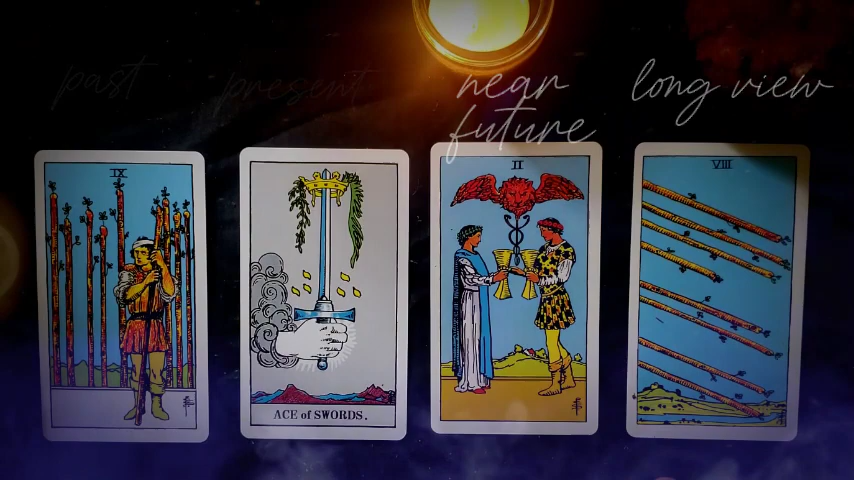 past present near long view
future
IX II VIII
ACE of SWORDS.